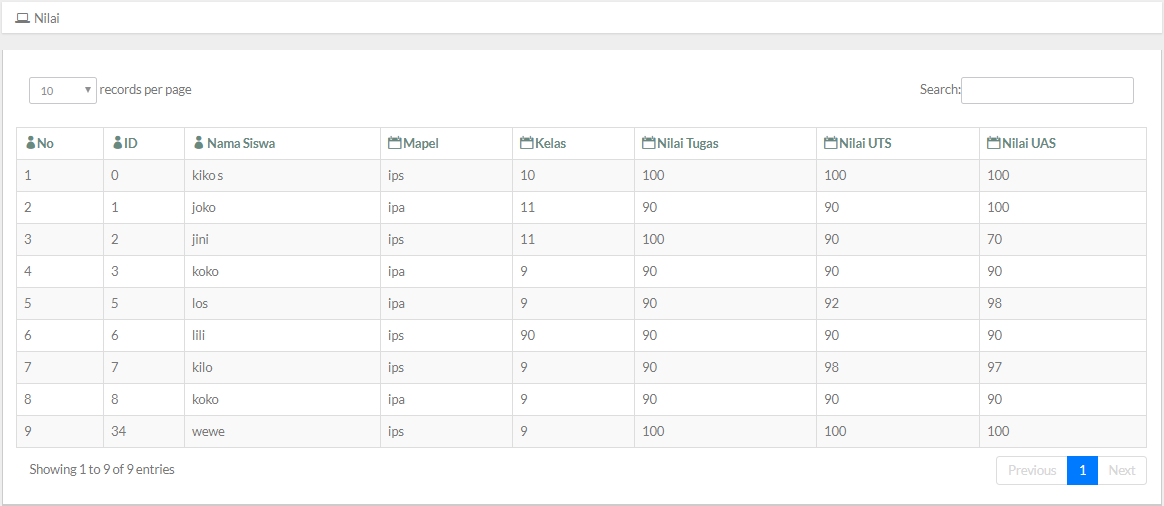 Nilai
10 records per page Search:
No ID Nama Siswa Mapel Kelas Nilai Tugas Nilai UTS Nilai UAS
1 0 kiko s ips 10 100 100 100
2 1 joko ipa 11 90 90 100
3 2 jini ips 11 100 90 70
4 3 koko ipa 9 90 90 90
5 5 los ipa 9 90 92 98
6 6 lili ips 90 90 90 90
7 7 kilo ips 9 90 98 97
8 8 koko ipa 9 90 90 90
9 34 wewe ips 9 100 100 100
Showing 1 to 9 of 9 entries Previous 1 Next